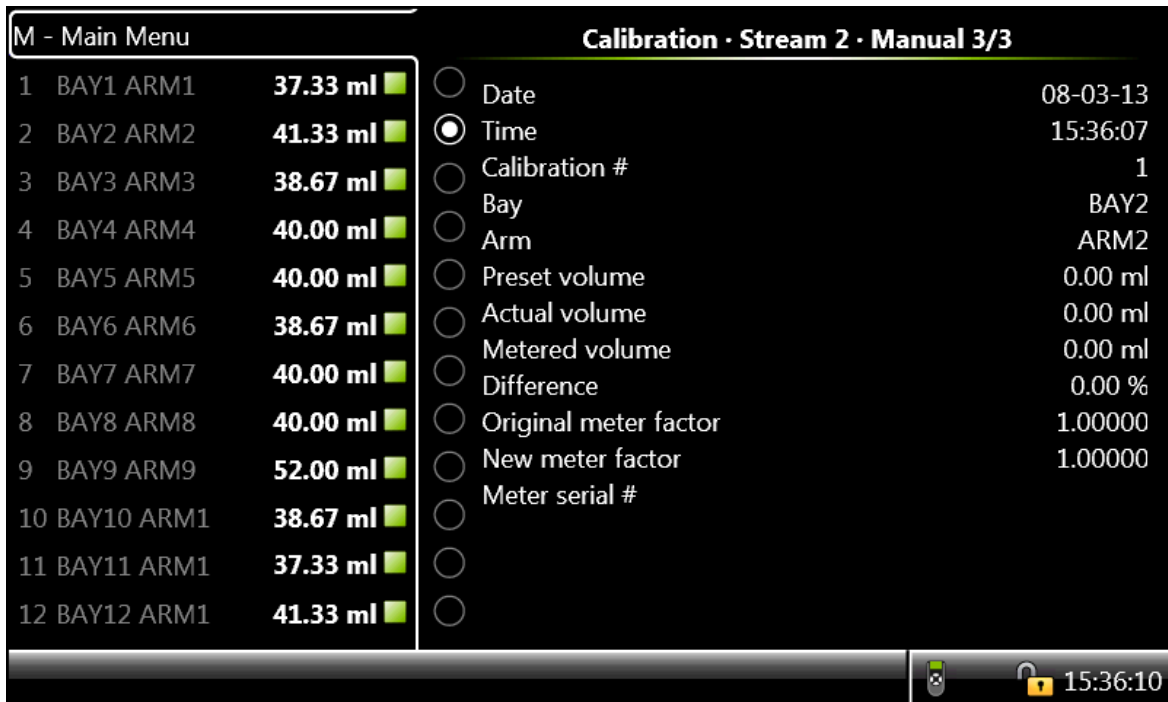 M - Main Menu
1 BAY1 ARM1 37.33 ml
2 BAY2 ARM2 41.33 ml
3 BAY3 ARM3 38.67 ml
4 BAY4 ARM4 40.00 ml
5 BAY5 ARM5 40.00 ml
6 BAY6 ARM6 38.67 ml
7 BAY7 ARM7 40.00 ml
8 BAY8 ARM8 40.00 ml
9 BAY9 ARM9 52.00 ml
10 BAY10 ARM1 38.67 ml
11 BAY11 ARM1 37.33 ml
12 BAY12 ARM1 41.33 ml
Calibration · Stream 2 · Manual 3/3
Date 08-03-13
Time 15:36:07
Calibration # 1
Bay BAY2
Arm ARM2
Preset volume 0.00 ml
Actual volume 0.00 ml
Metered volume 0.00 ml
Difference 0.00 %
Original meter factor 1.00000
New meter factor 1.00000
Meter serial #
15:36:10